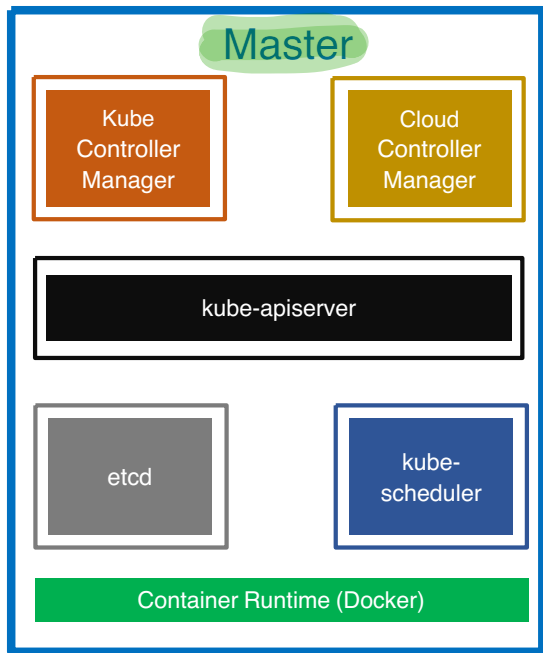 Master
Kube
Controller
Manager
Cloud
Controller
Manager
kube-apiserver
etcd
kube-
scheduler
Container Runtime (Docker)